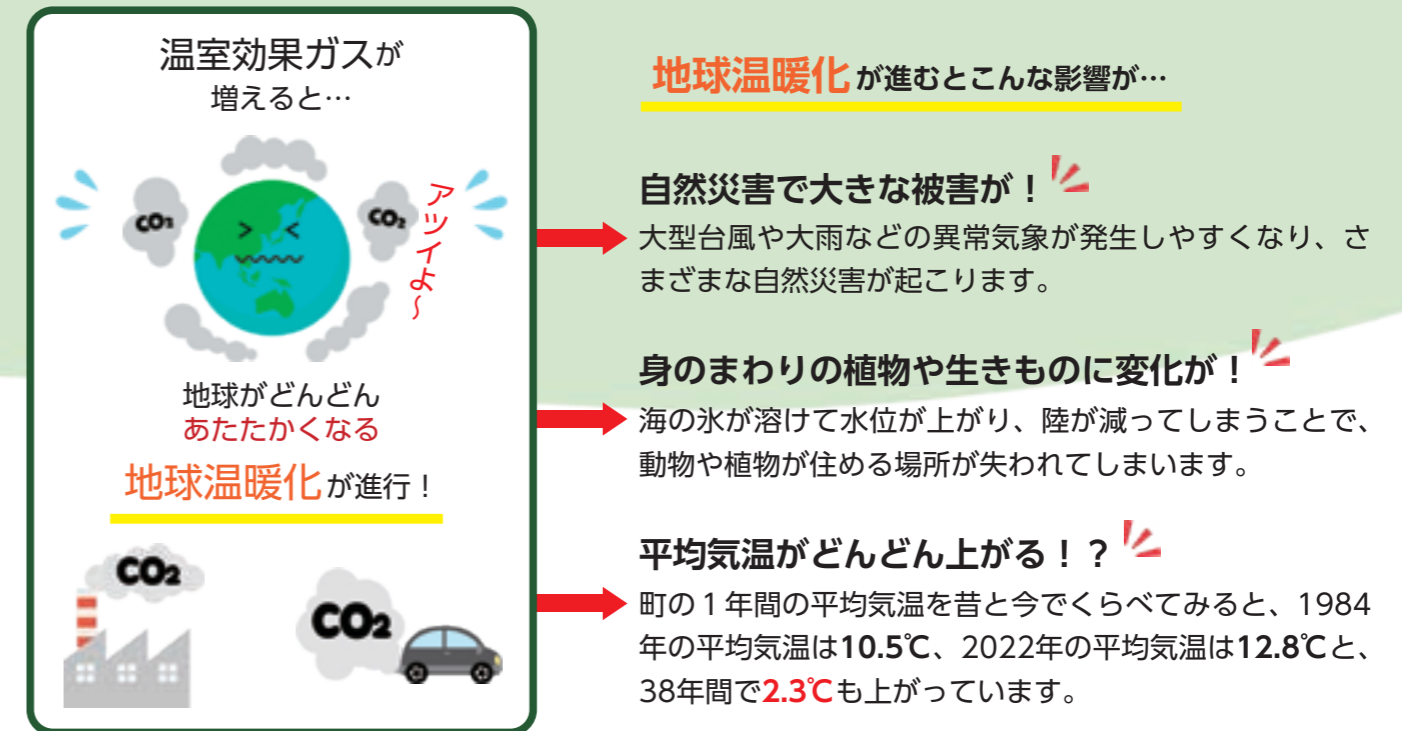 温室効果ガスが
増えると…
CO2
CO2
アツイよ~
地球がどんどん
あたたかくなる
地球温暖化が進行！
CO2
CO2
地球温暖化が進むとこんな影響が…
自然災害で大きな被害が！
大型台風や大雨などの異常気象が発生しやすくなり、さ
まざまな自然災害が起こります。
身のまわりの植物や生きものに変化が！
海の氷が溶けて水位が上がり、陸が減ってしまうことで、
動物や植物が住める場所が失われてしまいます。
平均気温がどんどん上がる！？
町の１年間の平均気温を昔と今でくらべてみると、1984
年の平均気温は10.5℃、2022年の平均気温は12.8℃と、
38年間で2.3℃も上がっています。